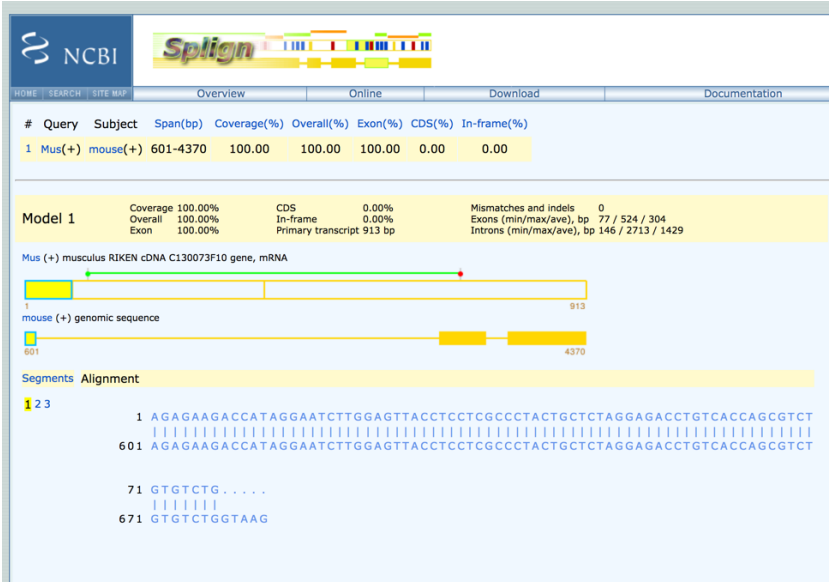 NCBI
Splign
HOME SEARCH SITE MAP Overview Online Download Documentation
# Query Subject Span(bp) Coverage(%) Overall(%) Exon(%) CDS(%) In-frame(%)
1 Mus(+) mouse(+) 601-4370 100.00 100.00 100.00 0.00 0.00
Model 1
Coverage 100.00% CDS 0.00% Mismatches and indels 0
Overall 100.00% In-frame 0.00% Exons (min/max/ave), bp 77 / 524 / 304
Exon 100.00% Primary transcript 913 bp Introns (min/max/ave), bp 146 / 2713 / 1429
Mus (+) musculus RIKEN cDNA C130073F10 gene, mRNA
1 913
mouse (+) genomic sequence
601 4370
Segments Alignment
1 2 3
1 AGAGAAGACCATAGGAATCTTGGAGTTACCTCCTCGCCCTACTGCTCTAGGAGACCTGTCACCAGCGTCT
601 AGAGAAGACCATAGGAATCTTGGAGTTACCTCCTCGCCCTACTGCTCTAGGAGACCTGTCACCAGCGTCT
71 GTGTCTG.....
671 GTGTCTGGTAAG